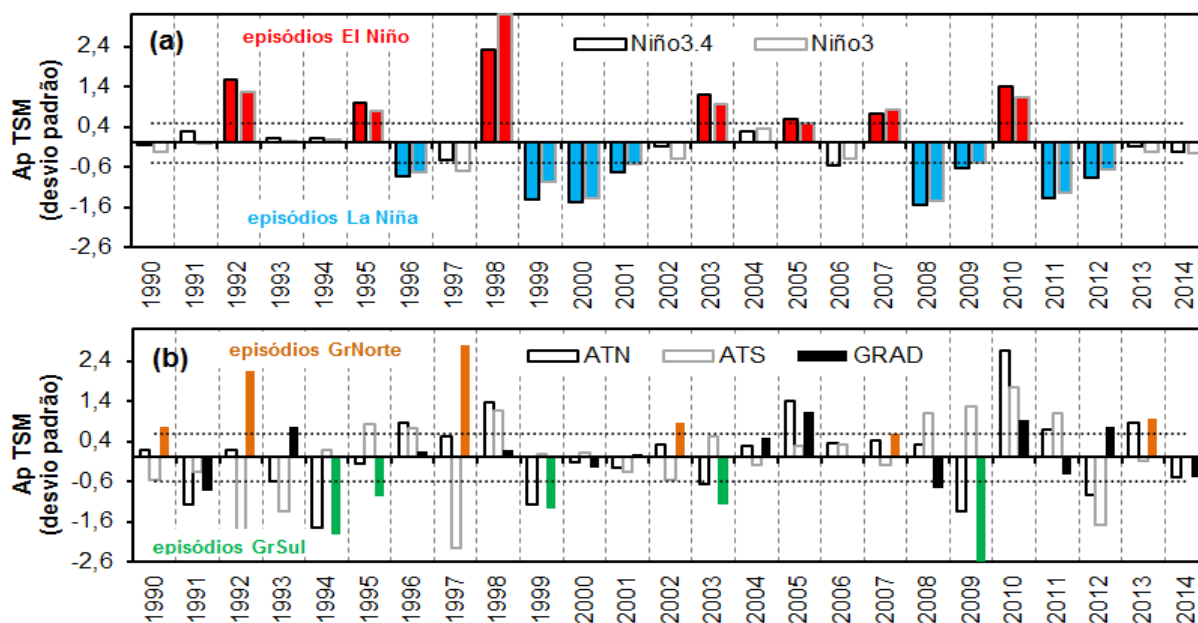 (a)
episódios El Niño
Niño3.4
Niño3
Ap TSM
(desvio padrão)
2,4
1,4
0,4
-0,6
-1,6
-2,6
episódios La Niña
1990 1991 1992 1993 1994 1995 1996 1997 1998 1999 2000 2001 2002 2003 2004 2005 2006 2007 2008 2009 2010 2011 2012 2013 2014
(b)
episódios GrNorte
ATN
ATS
GRAD
Ap TSM
(desvio padrão)
2,4
1,4
0,4
-0,6
-1,6
-2,6
episódios GrSul
1990 1991 1992 1993 1994 1995 1996 1997 1998 1999 2000 2001 2002 2003 2004 2005 2006 2007 2008 2009 2010 2011 2012 2013 2014